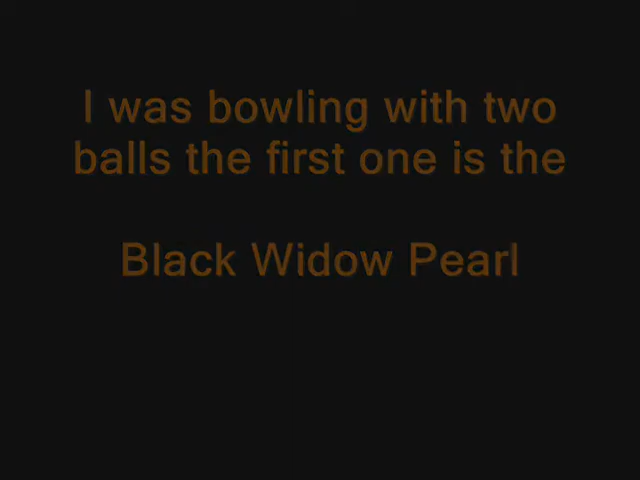 I was bowling with two
balls the first one is the
Black Widow Pearl